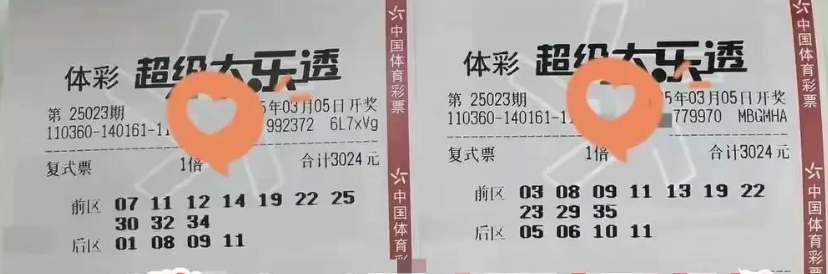 体彩 超级大乐透
第 25023期 5年03月05日开奖
110360-140161-11 992372 6L7xVg
复式票 1倍 合计3024元
前区 07 11 12 14 19 22 25
30 32 34
后区 01 08 09 11
中国体育彩票
中国体育彩
体彩 超级大乐透
第 25023期 5年03月05日开奖
110360-140161-11 779970 MBGMHA
复式票 1倍 合计3024元
前区 03 08 09 11 13 19 22
23 29 35
后区 05 06 10 11
中国体育彩票
中国体育彩